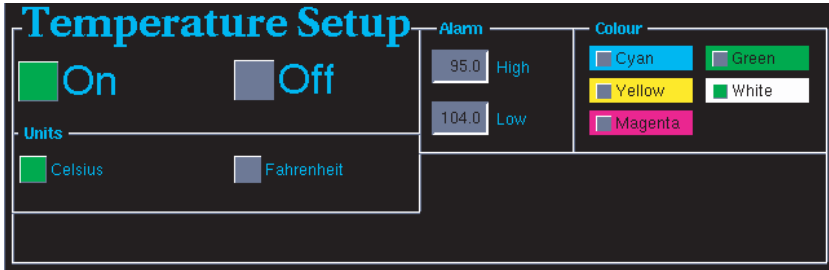 Temperature Setup
On Off
Units
Celsius Fahrenheit
Alarm
95.0 High
104.0 Low
Colour
Cyan Green
Yellow White
Magenta